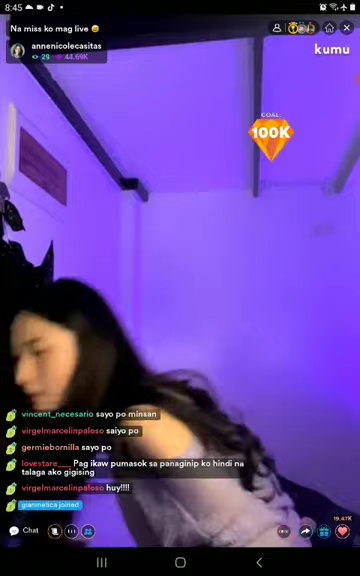 8:45
Na miss ko mag live 😄
annenicolecasitas
29 44.69K
kumu
GOAL:
100K
vincent_necesario sayo po minsan
virgelmarcelinpaloso saiyo po
germiebornilla sayo po
lovestare___ Pag ikaw pumasok sa panaginip ko hindi na
talaga ako gigising
virgelmarcelinpaloso huy!!!!
giannetics joined
19.47K
Chat